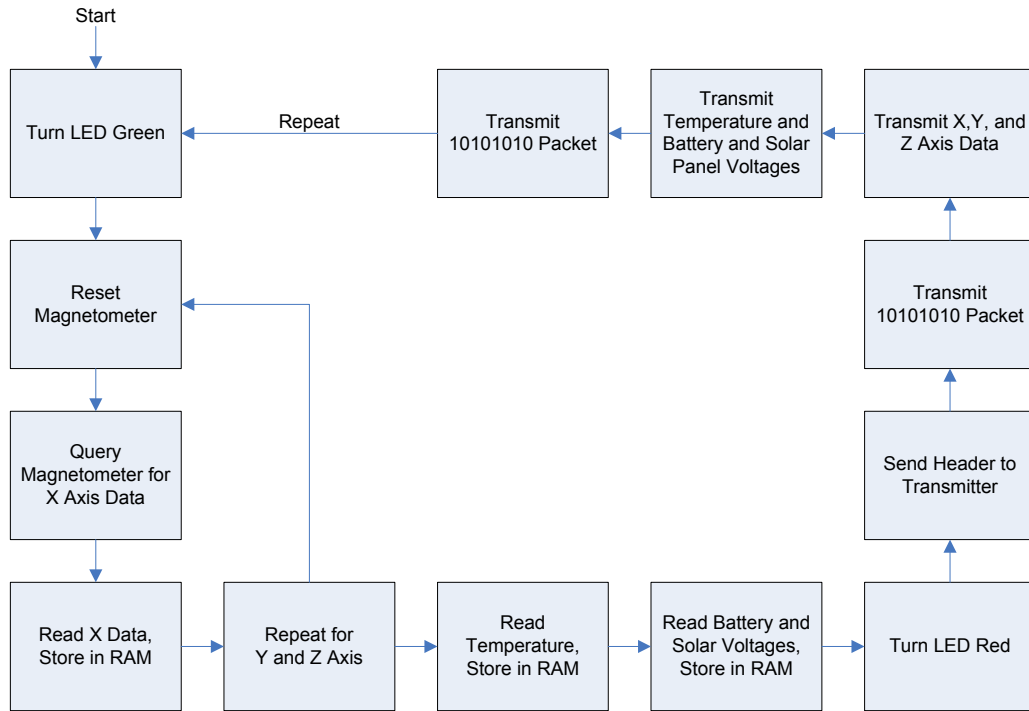 Start
Turn LED Green
Repeat
Transmit
10101010 Packet
Transmit
Temperature and
Battery and Solar
Panel Voltages
Transmit X,Y, and
Z Axis Data
Reset
Magnetometer
Transmit
10101010 Packet
Query
Magnetometer for
X Axis Data
Send Header to
Transmitter
Read X Data,
Store in RAM
Repeat for
Y and Z Axis
Read
Temperature,
Store in RAM
Read Battery and
Solar Voltages,
Store in RAM
Turn LED Red